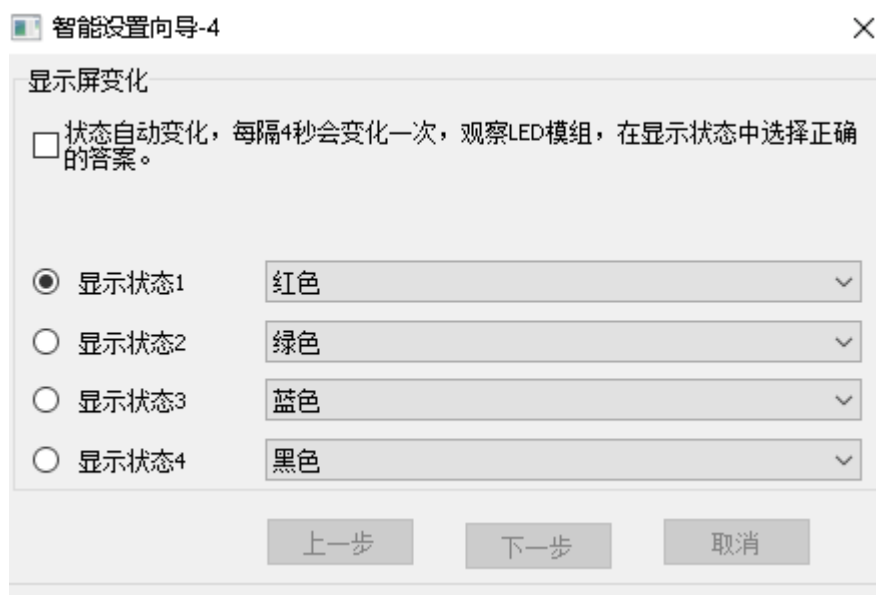 智能设置向导-4
显示屏变化
状态自动变化，每隔4秒会变化一次，观察LED模组，在显示状态中选择正确
的答案。
显示状态1 红色
显示状态2 绿色
显示状态3 蓝色
显示状态4 黑色
上一步 下一步 取消